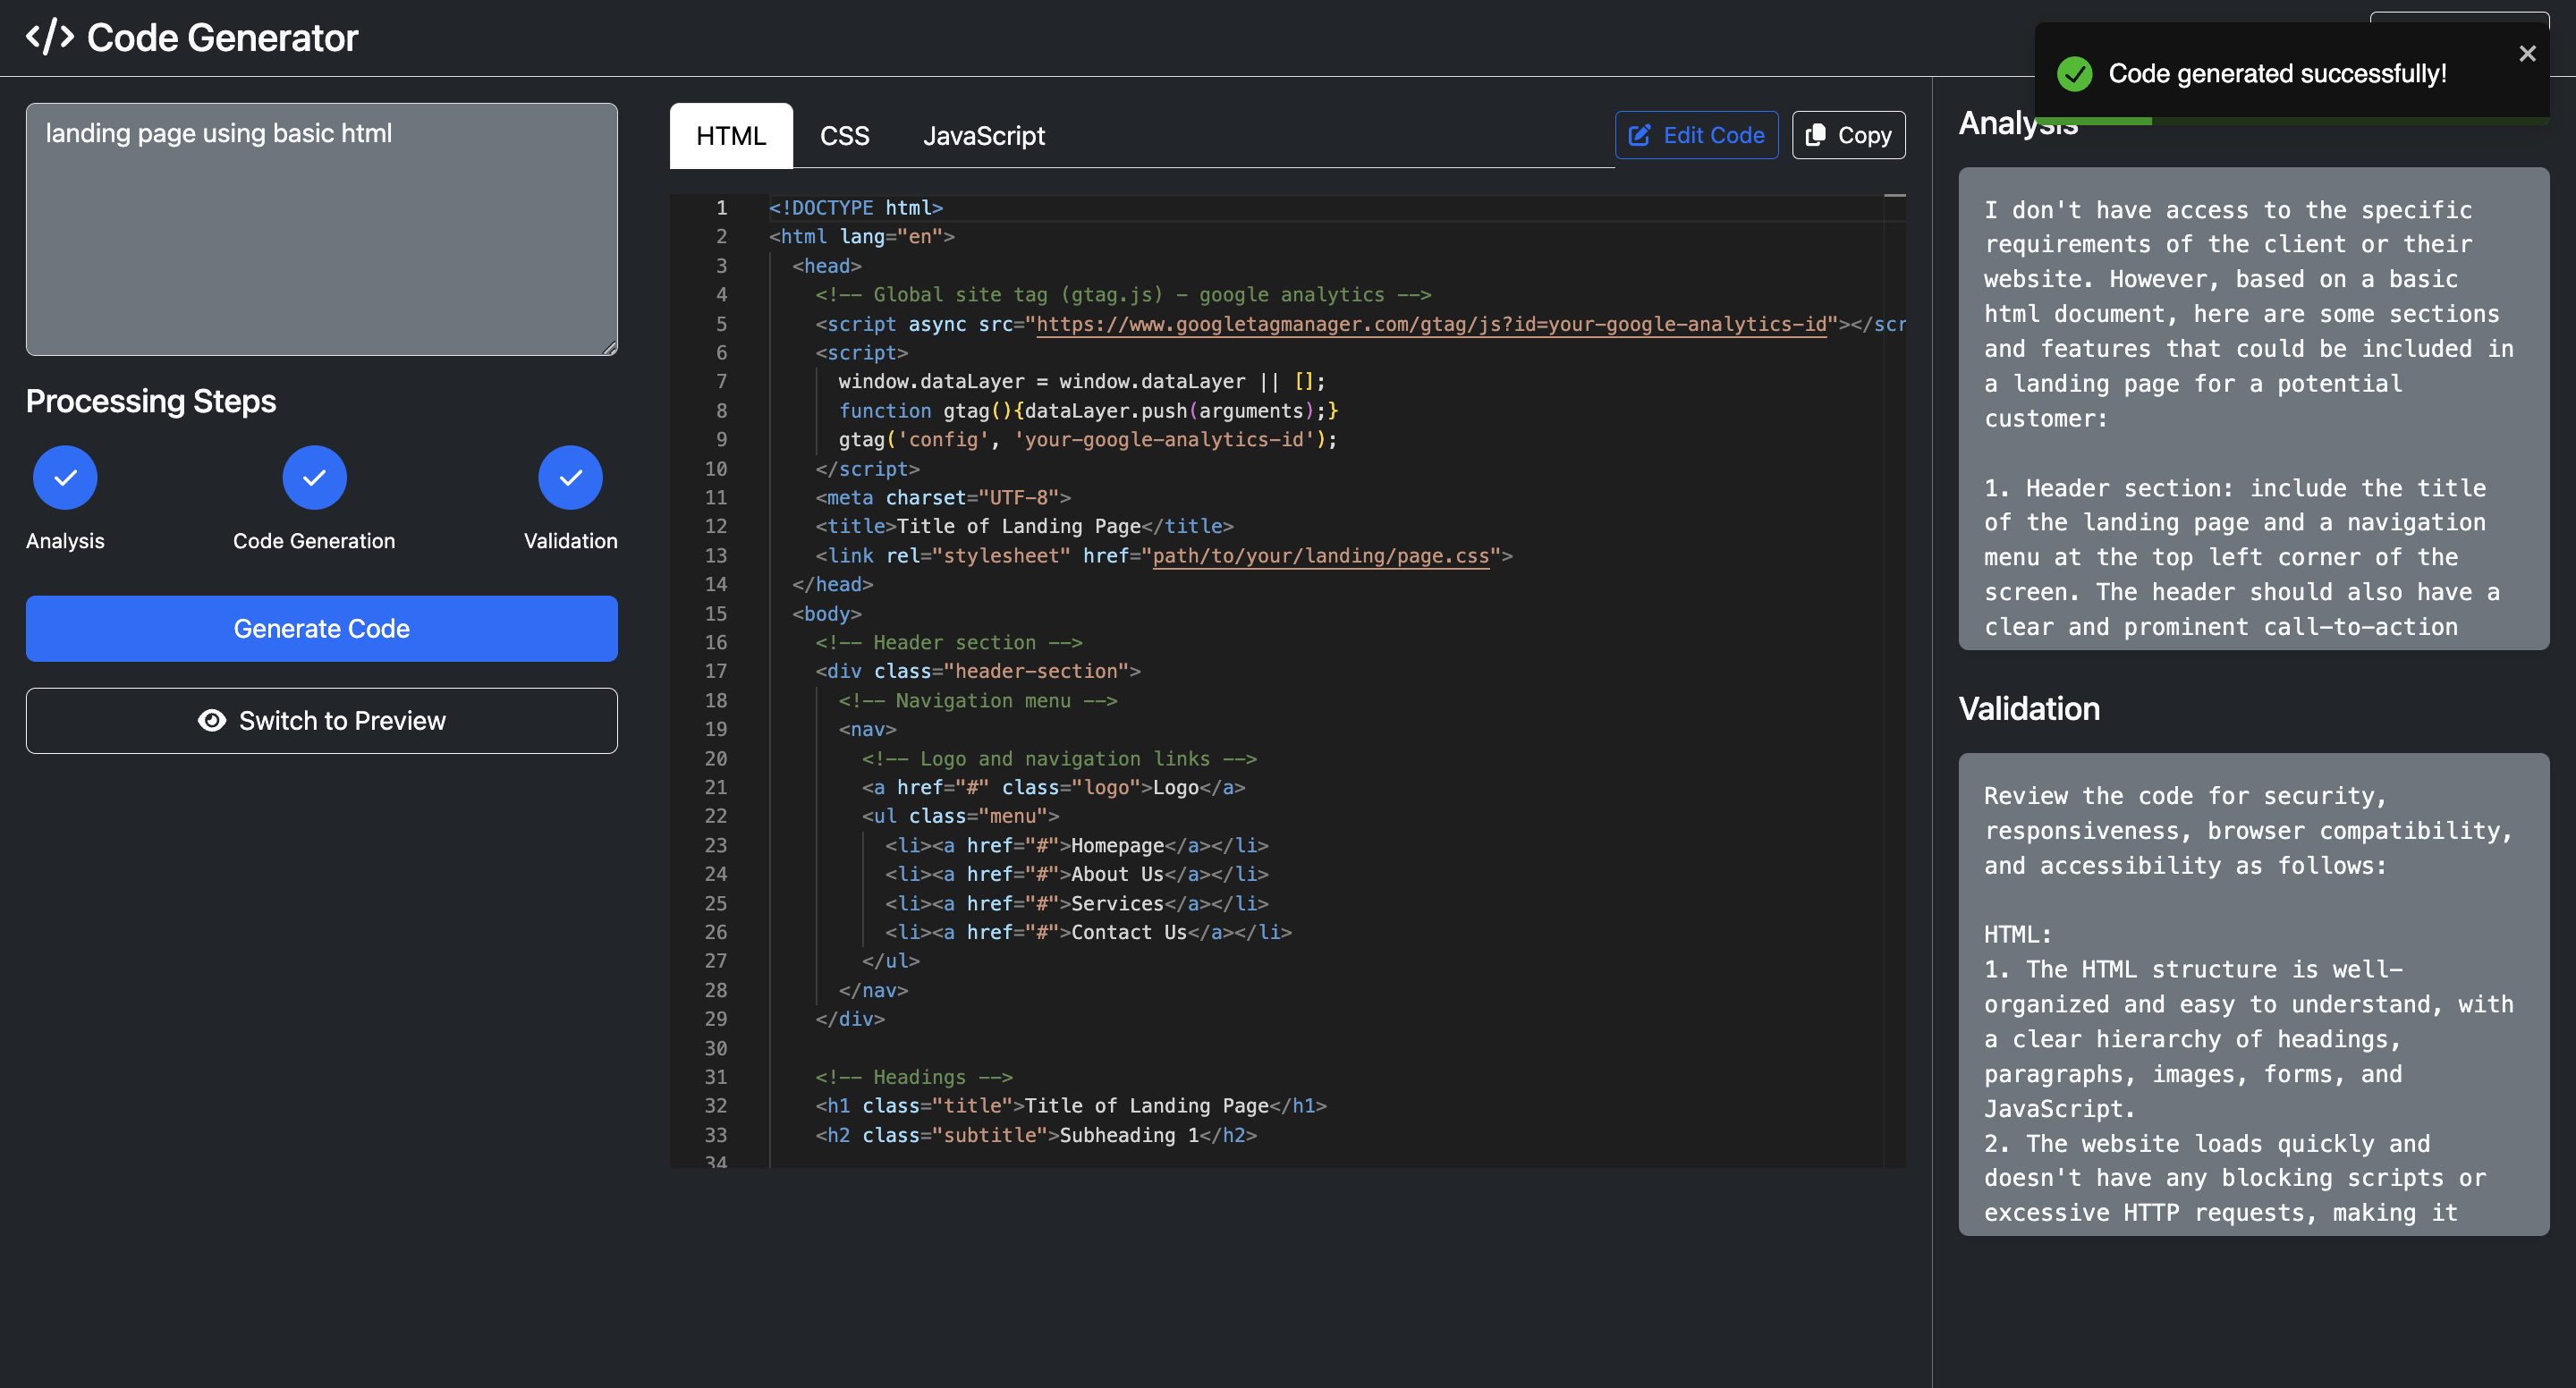 </> Code Generator
Code generated successfully!
landing page using basic html
Processing Steps
Analysis
Code Generation
Validation
Generate Code
Switch to Preview
HTML
CSS
JavaScript
Edit Code
Copy
1 <!DOCTYPE html>
2 <html lang="en">
3 <head>
4 <!-- Global site tag (gtag.js) - google analytics -->
5 <script async src="https://www.googletagmanager.com/gtag/js?id=your-google-analytics-id"></scr
6 <script>
7 window.dataLayer = window.dataLayer || [];
8 function gtag(){dataLayer.push(arguments);}
9 gtag('config', 'your-google-analytics-id');
10 </script>
11 <meta charset="UTF-8">
12 <title>Title of Landing Page</title>
13 <link rel="stylesheet" href="path/to/your/landing/page.css">
14 </head>
15 <body>
16 <!-- Header section -->
17 <div class="header-section">
18 <!-- Navigation menu -->
19 <nav>
20 <!-- Logo and navigation links -->
21 <a href="#" class="logo">Logo</a>
22 <ul class="menu">
23 <li><a href="#">Homepage</a></li>
24 <li><a href="#">About Us</a></li>
25 <li><a href="#">Services</a></li>
26 <li><a href="#">Contact Us</a></li>
27 </ul>
28 </nav>
29 </div>
30
31 <!-- Headings -->
32 <h1 class="title">Title of Landing Page</h1>
33 <h2 class="subtitle">Subheading 1</h2>
34
Analysis
I don't have access to the specific
requirements of the client or their
website. However, based on a basic
html document, here are some sections
and features that could be included in
a landing page for a potential
customer:
1. Header section: include the title
of the landing page and a navigation
menu at the top left corner of the
screen. The header should also have a
clear and prominent call-to-action
Validation
Review the code for security,
responsiveness, browser compatibility,
and accessibility as follows:
HTML:
1. The HTML structure is well-
organized and easy to understand, with
a clear hierarchy of headings,
paragraphs, images, forms, and
JavaScript.
2. The website loads quickly and
doesn't have any blocking scripts or
excessive HTTP requests, making it